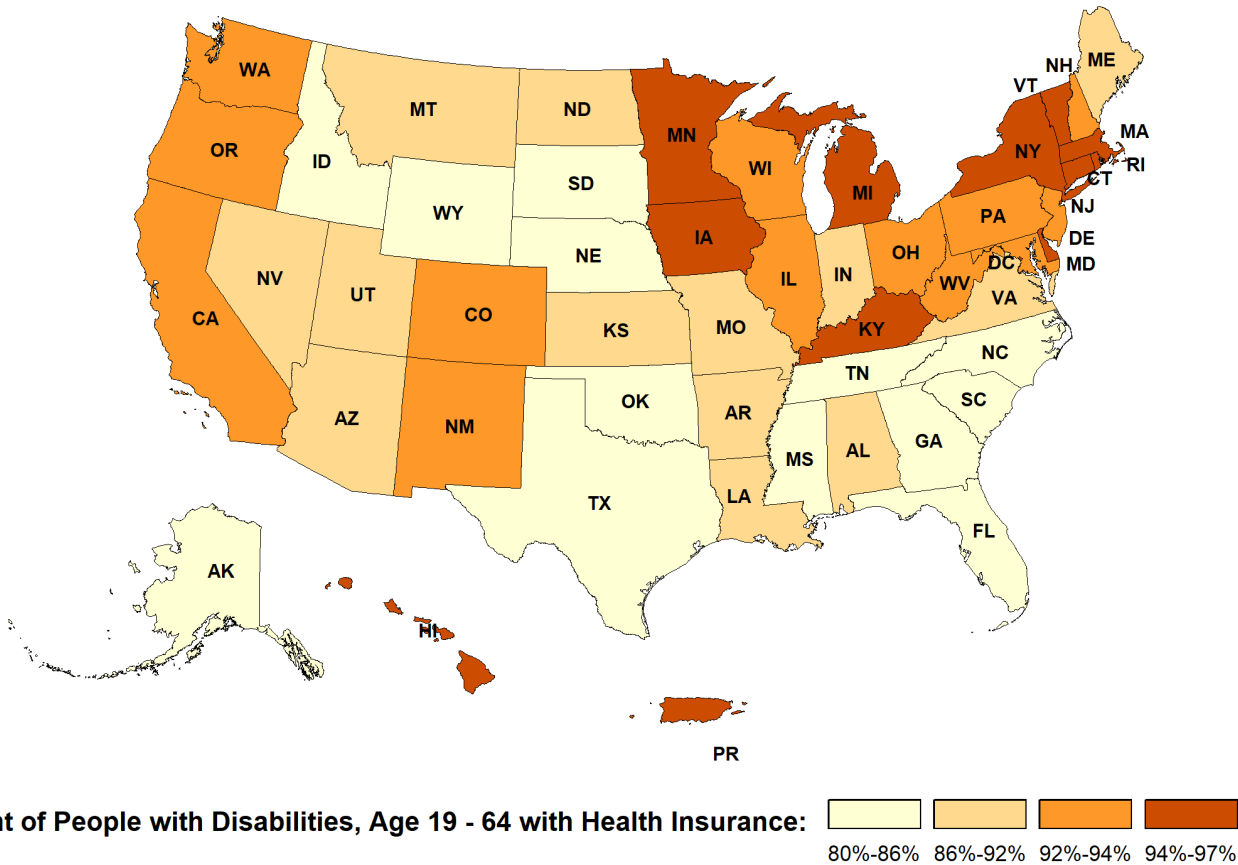 ME
NH
WA
VT
MT
ND
MN
MA
OR
NY
ID
WI
RI
CT
SD
MI
WY
NJ
PA
IA
DE
OH
NE
DC
MD
IN
NV
IL
WV
UT
VA
CO
CA
KS
MO
KY
NC
TN
OK
SC
AR
AZ
NM
GA
AL
MS
LA
TX
FL
AK
HI
PR
t of People with Disabilities, Age 19 - 64 with Health Insurance:
80%-86% 86%-92% 92%-94% 94%-97%